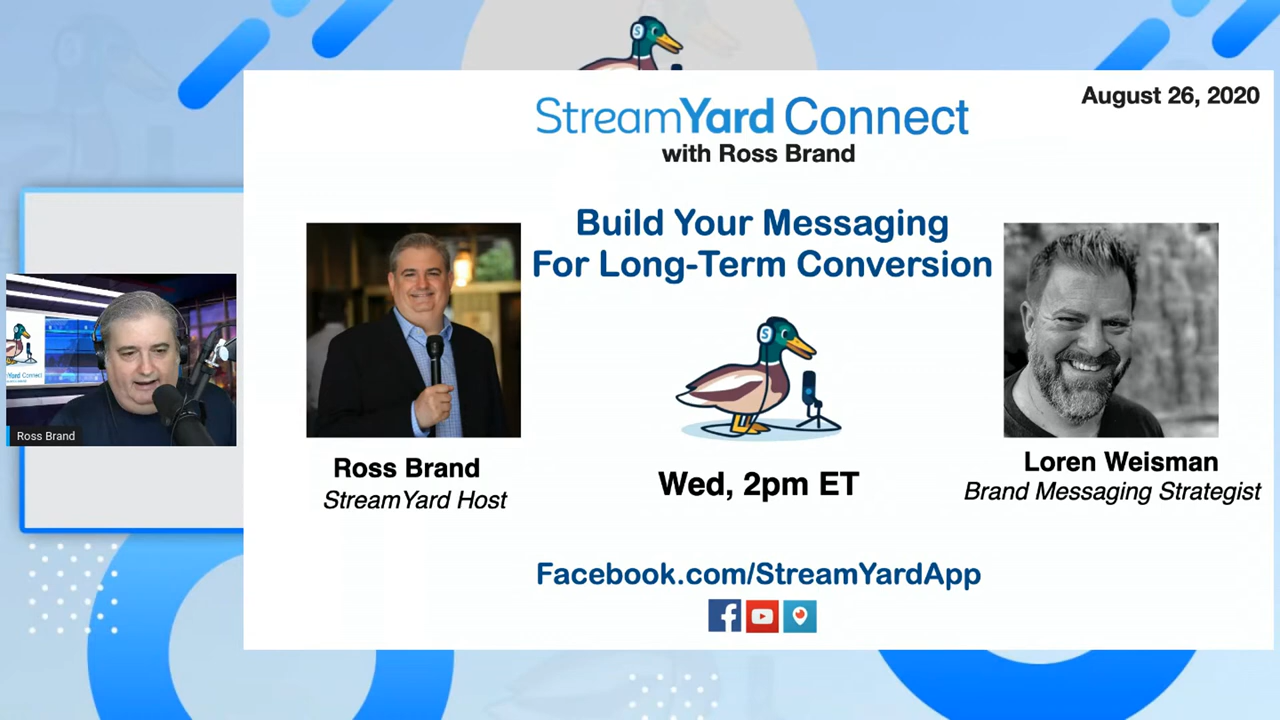 August 26, 2020
StreamYard Connect
with Ross Brand
Build Your Messaging
For Long-Term Conversion
S
S
Ross Brand
Ross Brand
StreamYard Host
Wed, 2pm ET
Loren Weisman
Brand Messaging Strategist
Facebook.com/StreamYardApp